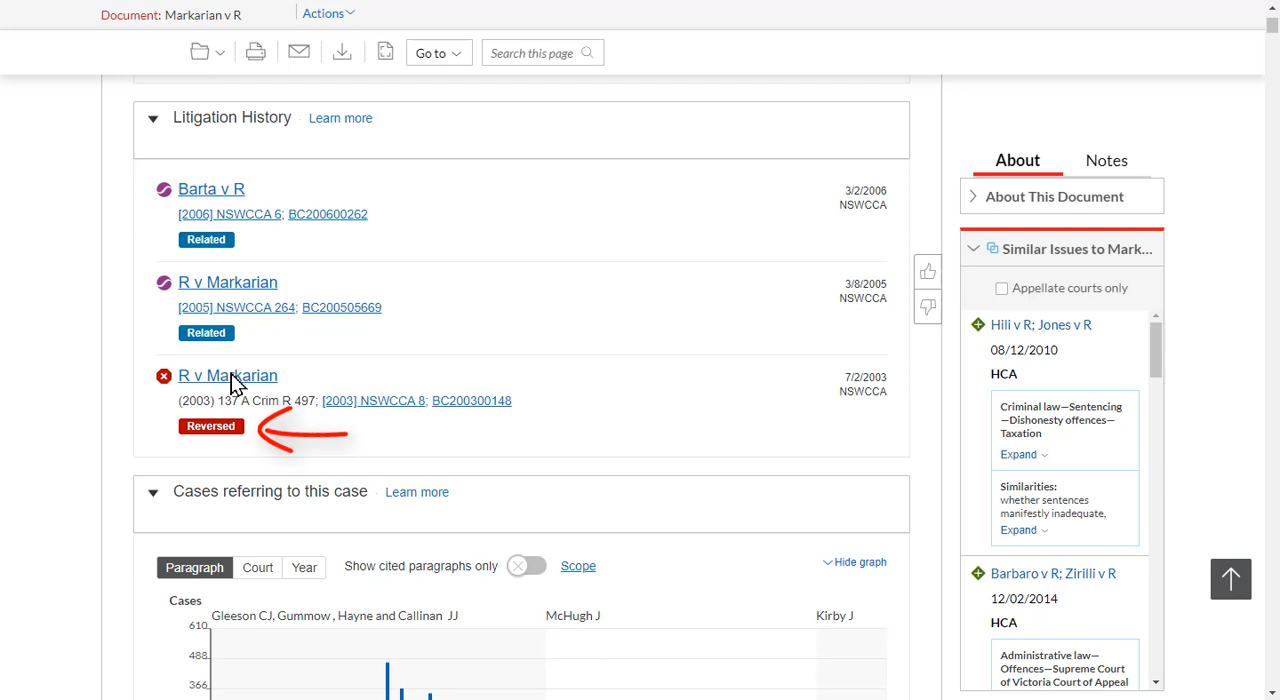 Document: Markarian v R
Actions
Go to
Search this page
Litigation History
Learn more
Barta v R
[2006] NSWCCA 6; BC200600262
Related
3/2/2006
NSWCCA
R v Markarian
[2005] NSWCCA 264; BC200505669
Related
3/8/2005
NSWCCA
R v Markarian
(2003) 137 A Crim R 497; [2003] NSWCCA 8; BC200300148
Reversed
7/2/2003
NSWCCA
Cases referring to this case
Learn more
Paragraph Court Year
Show cited paragraphs only
Scope
Hide graph
Cases
Gleeson CJ, Gummow , Hayne and Callinan JJ
McHugh J
Kirby J
610
488
366
About
Notes
About This Document
Similar Issues to Mark...
Appellate courts only
Hili v R; Jones v R
08/12/2010
HCA
Criminal law—Sentencing
—Dishonesty offences—
Taxation
Expand
Similarities:
whether sentences
manifestly inadequate,
Expand
Barbaro v R; Zirilli v R
12/02/2014
HCA
Administrative law—
Offences—Supreme Court
of Victoria Court of Appeal